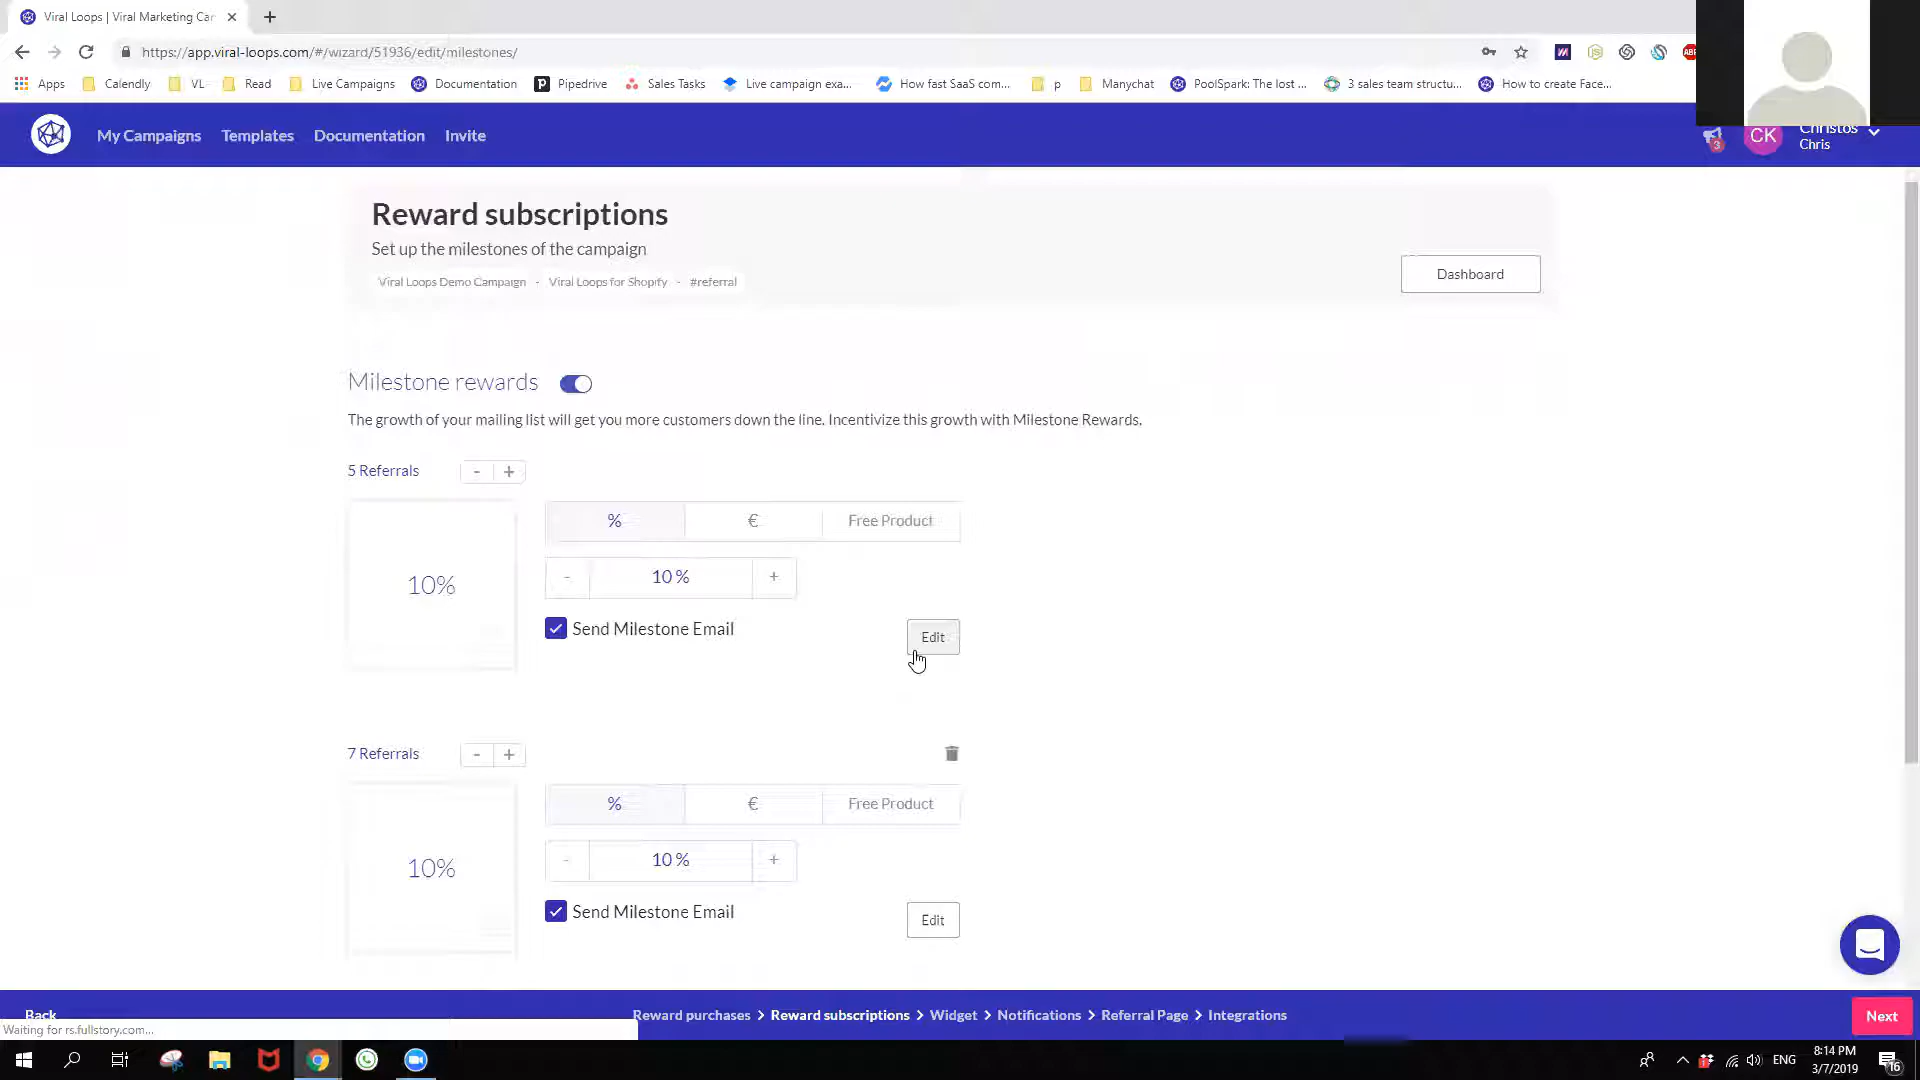 Viral Loops | Viral Marketing Car
https://app.viral-loops.com/#/wizard/51936/edit/milestones/
Apps Calendly VL Read Live Campaigns Documentation Pipedrive Sales Tasks Live campaign exa... How fast SaaS com... p Manychat PoolSpark: The lost ... 3 sales team structu... How to create Face...
My Campaigns Templates Documentation Invite
3 CK Christos
Chris
Reward subscriptions
Set up the milestones of the campaign
Viral Loops Demo Campaign - Viral Loops for Shopify - #referral
Dashboard
Milestone rewards
The growth of your mailing list will get you more customers down the line. Incentivize this growth with Milestone Rewards.
5 Referrals - +
% € Free Product
10%
- 10 % +
Send Milestone Email
Edit
7 Referrals - +
% € Free Product
10%
- 10 % +
Send Milestone Email
Edit
Back
Reward purchases > Reward subscriptions > Widget > Notifications > Referral Page > Integrations
Next
Waiting for rs.fullstory.com...
ENG
8:14 PM
3/7/2019
16